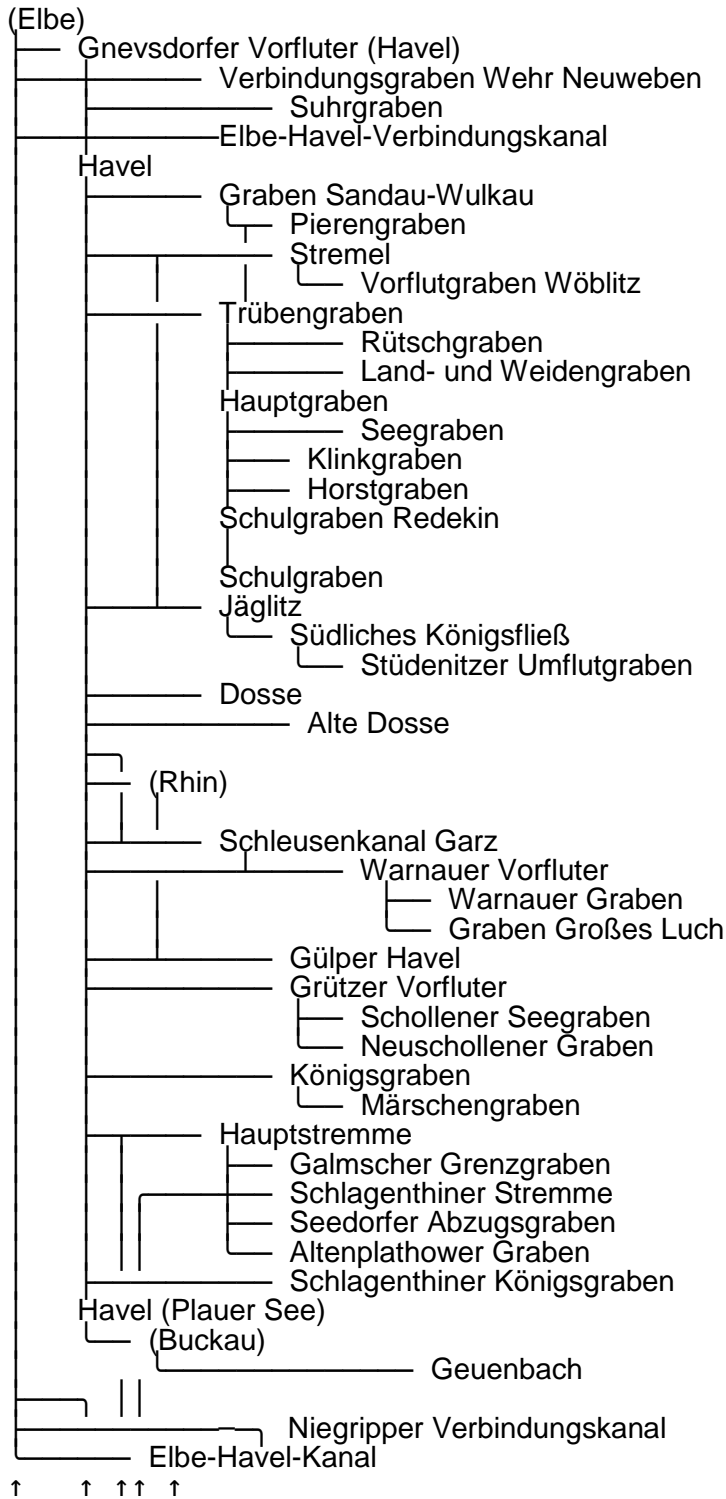 (Elbe)
Gnevsdorfer Vorfluter (Havel)
Verbindungsgraben Wehr Neuweben
Suhrgraben
Elbe-Havel-Verbindungskanal
Havel
Graben Sandau-Wulkau
Pierengraben
Stremel
Vorflutgraben Wöblitz
Trübengraben
Rütschgraben
Land- und Weidengraben
Hauptgraben
Seegraben
Klinkgraben
Horstgraben
Schulgraben Redekin
Schulgraben
Jäglitz
Südliches Königsfließ
Stüdenitzer Umflutgraben
Dosse
Alte Dosse
(Rhin)
Schleusenkanal Garz
Warnauer Vorfluter
Warnauer Graben
Graben Großes Luch
Gülper Havel
Grützer Vorfluter
Schollener Seegraben
Neuschollener Graben
Königsgraben
Märschengraben
Hauptstremme
Galmscher Grenzgraben
Schlagenthiner Stremme
Seedorfer Abzugsgraben
Altenplathower Graben
Schlagenthiner Königsgraben
Havel (Plauer See)
(Buckau)
Geuenbach
Niegripper Verbindungskanal
Elbe-Havel-Kanal